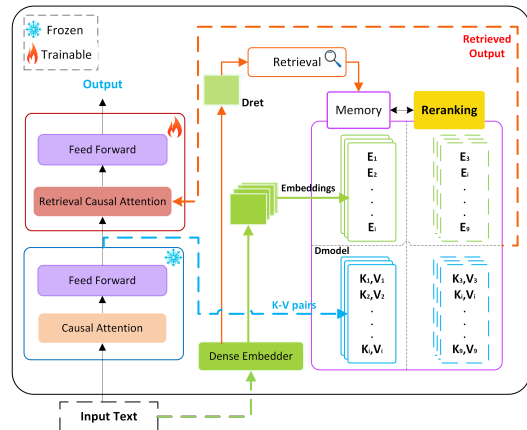 Frozen
Trainable
Retrieved
Output
Retrieval
Output
Dret
Memory
Reranking
Feed Forward
Retrieval Causal Attention
Embeddings
E1
E2
.
.
.
Ei
E3
Ei
.
.
.
E9
Dmodel
Feed Forward
Causal Attention
K-V pairs
K1,V1
K2,V2
.
.
.
Ki,Vi
K3,V3
Ki,Vi
.
.
.
K9,V9
Dense Embedder
Input Text